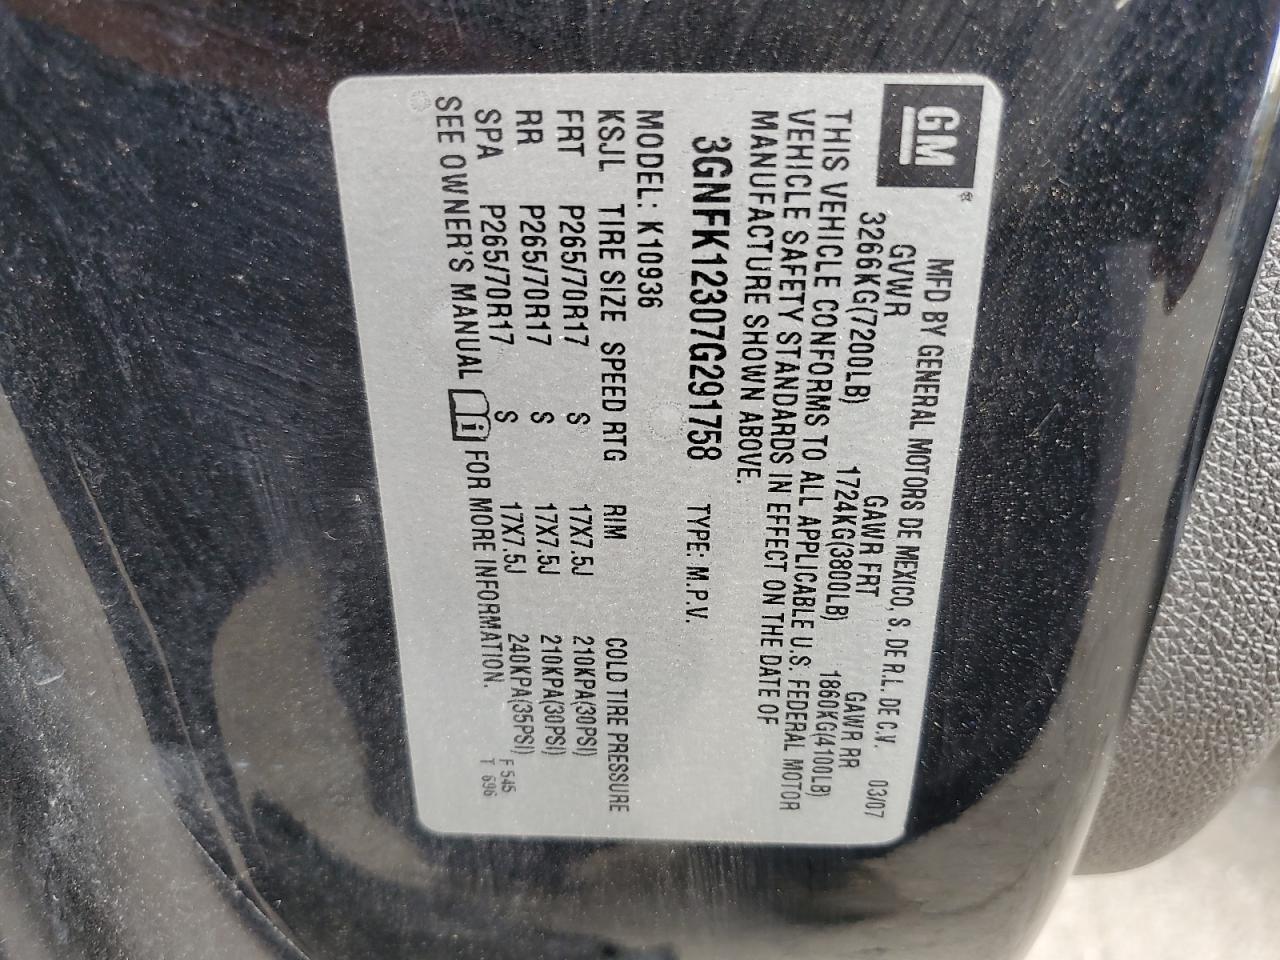 GM®
MFD BY GENERAL MOTORS DE MEXICO, S. DE R.L. DE C.V. 03/07
GVWR GAWR FRT GAWR RR
3266KG(7200LB) 1724KG(3800LB) 1860KG(4100LB)
THIS VEHICLE CONFORMS TO ALL APPLICABLE U.S. FEDERAL MOTOR
VEHICLE SAFETY STANDARDS IN EFFECT ON THE DATE OF
MANUFACTURE SHOWN ABOVE.
3GNFK12307G291758 TYPE: M.P.V.
MODEL: K10936
KSJL TIRE SIZE SPEED RTG RIM COLD TIRE PRESSURE
FRT P265/70R17 S 17X7.5J 210KPA(30PSI)
RR P265/70R17 S 17X7.5J 210KPA(30PSI)
SPA P265/70R17 S 17X7.5J 240KPA(35PSI) F 545
SEE OWNER'S MANUAL FOR MORE INFORMATION. T 696